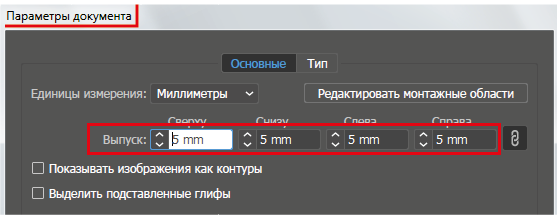 Параметры документа
Основные Тип
Единицы измерения: Миллиметры Редактировать монтажные области
Сверху Снизу Слева Справа
Выпуск: 5 mm 5 mm 5 mm 5 mm
Показывать изображения как контуры
Выделить подставленные глифы